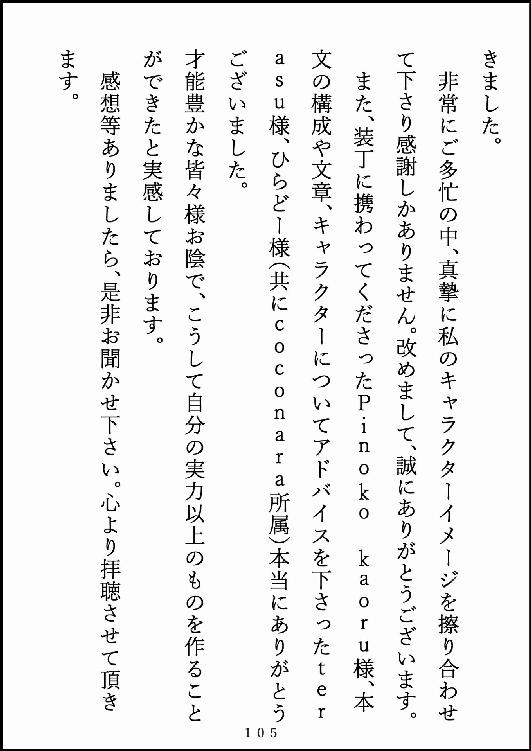 きました。
　非常にご多忙の中、真摯に私のキャラクターイメージを擦り合わせ
て下さり感謝しかありません。改めまして、誠にありがとうございます。
　また、装丁に携わってくださったPinoko　kaoru様、本
文の構成や文章、キャラクターについてアドバイスを下さったter
asu様、ひらどー様(共にcoconara所属)本当にありがとう
ございました。
才能豊かな皆々様お陰で、こうして自分の実力以上のものを作ること
ができたと実感しております。
　感想等ありましたら、是非お聞かせ下さい。心より拝聴させて頂き
ます。
105